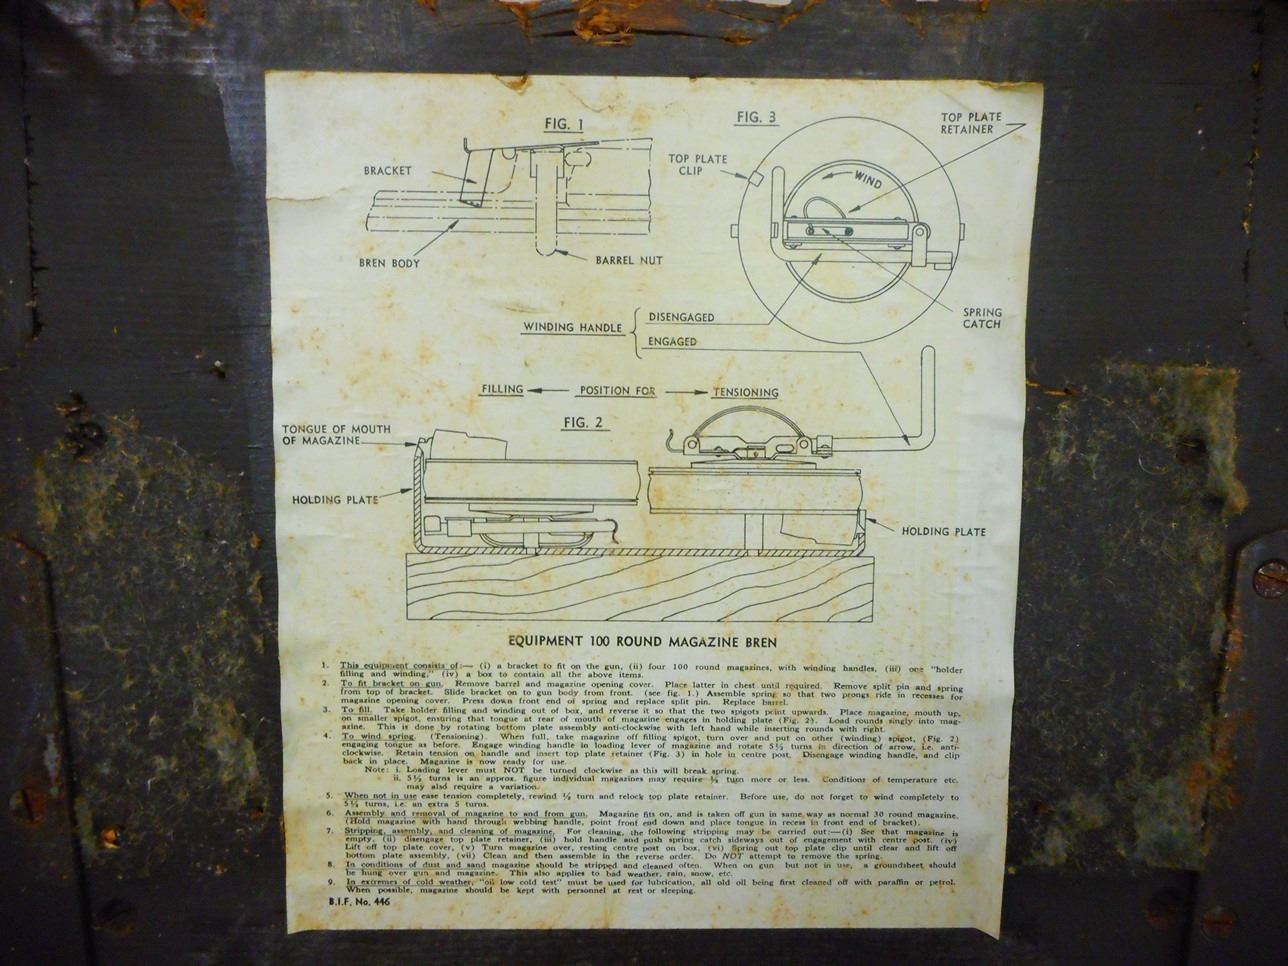 FIG. 1
FIG. 3
TOP PLATE
RETAINER
BRACKET
TOP PLATE
CLIP
WIND
BREN BODY
BARREL NUT
SPRING
CATCH
WINDING HANDLE
DISENGAGED
ENGAGED
FILLING
POSITION FOR
TENSIONING
FIG. 2
TONGUE OF MOUTH
OF MAGAZINE
HOLDING PLATE
HOLDING PLATE
EQUIPMENT 100 ROUND MAGAZINE BREN
1. This equipment consists of :— (i) a bracket to fit on the gun, (ii) four 100 round magazines, with winding handles, (iii) one "holder
filling and winding," (iv) a box to contain all the above items.
2. To fit bracket on gun. Remove barrel and magazine opening cover. Place latter in chest until required. Remove split pin and spring
from top of bracket. Slide bracket on to gun body from front. (see fig. 1.) Assemble spring so that two prongs ride in recesses for
magazine opening cover. Press down front end of spring and replace split pin. Replace barrel.
3. To fill. Take holder filling and winding out of box, and reverse it so that the two spigots point upwards. Place magazine, mouth up,
on smaller spigot, ensuring that tongue at rear of mouth of magazine engages in holding plate (Fig. 2). Load rounds singly into mag-
azine. This is done by rotating bottom plate assembly anti-clockwise with left hand while inserting rounds with right.
4. To wind spring. (Tensioning). When full, take magazine off filling spigot, turn over and put on other (winding) spigot, (Fig. 2)
engaging tongue as before. Engage winding handle in loading lever of magazine and rotate 5½ turns in direction of arrow, i.e. anti-
clockwise. Retain tension on handle and insert top plate retainer (Fig. 3) in hole in centre post. Disengage winding handle, and clip
back in place. Magazine is now ready for use.
Note: i. Loading lever must NOT be turned clockwise as this will break spring.
ii. 5½ turns is an approx. figure individual magazines may require ½ turn more or less. Conditions of temperature etc.
may also require a variation.
5. When not in use ease tension completely, rewind ½ turn and relock top plate retainer. Before use, do not forget to wind completely to
5½ turns, i.e. an extra 5 turns.
6. Assembly and removal of magazine to and from gun. Magazine fits on, and is taken off gun in same way as normal 30 round magazine.
(Hold magazine with hand through webbing handle, point front end down and place tongue in recess in front end of bracket).
7. Stripping, assembly, and cleaning of magazine. For cleaning, the following stripping may be carried out:—(i) See that magazine is
empty, (ii) disengage top plate retainer, (iii) hold handle and push spring catch sideways out of engagement with centre post. (iv)
Lift off top plate cover, (v) Turn magazine over, resting centre post on box, (vi) Spring out top plate clip until clear and lift off
bottom plate assembly, (vii) Clean and then assemble in the reverse order. Do NOT attempt to remove the spring.
8. In conditions of dust and sand magazine should be stripped and cleaned often. When on gun but not in use, a groundsheet should
be hung over gun and magazine. This also applies to bad weather, rain, snow, etc.
9. In extremes of cold weather, "oil low cold test" must be used for lubrication, all old oil being first cleaned off with paraffin or petrol.
When possible, magazine should be kept with personnel at rest or sleeping.
B.I.F. No. 446